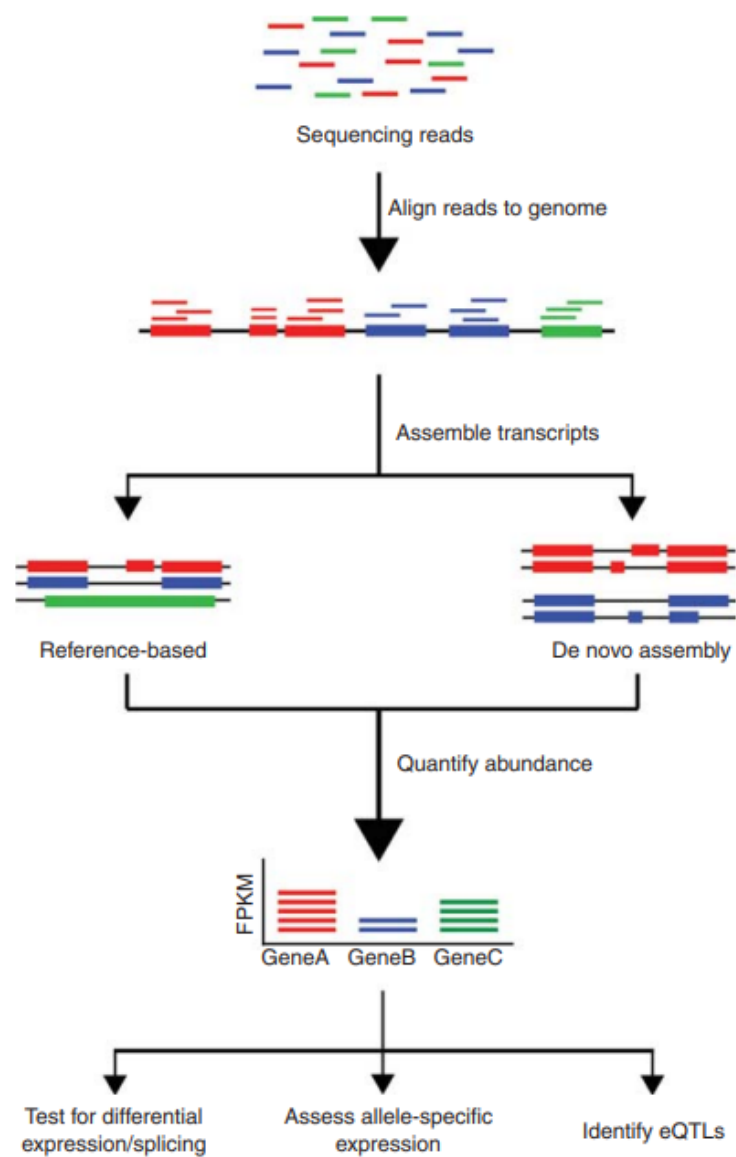 Sequencing reads
Align reads to genome
Assemble transcripts
Reference-based
De novo assembly
Quantify abundance
FPKM
GeneA GeneB GeneC
Test for differential
expression/splicing
Assess allele-specific
expression
Identify eQTLs